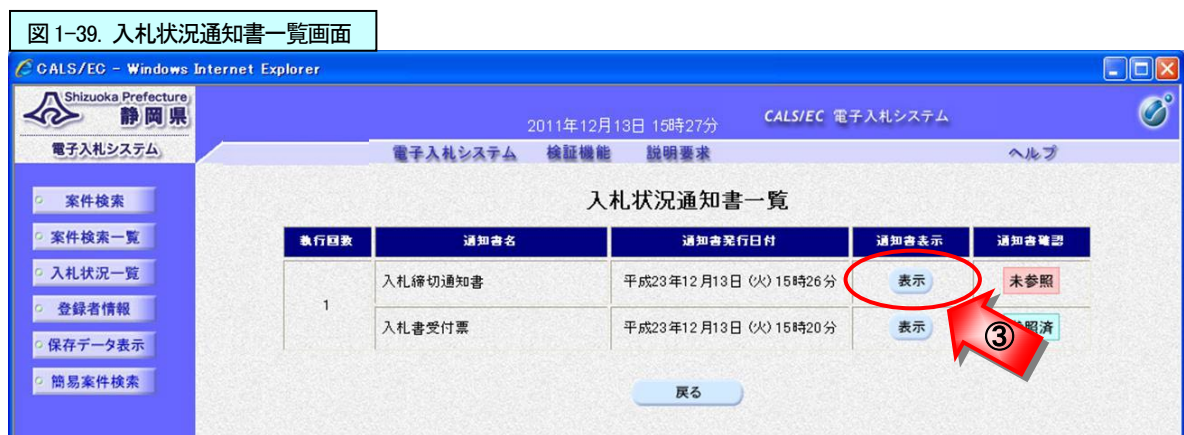 図1-39. 入札状況通知書一覧画面
CALS/EC - Windows Internet Explorer
Shizuoka Prefecture
静岡県
電子入札システム
2011年12月13日 15時27分
CALS/EC 電子入札システム
電子入札システム 検証機能 説明要求 ヘルプ
案件検索
案件検索一覧
入札状況一覧
登録者情報
保存データ表示
簡易案件検索
入札状況通知書一覧
執行回数 通知書名 通知書発行日付 通知書表示 通知書確認
1
入札締切通知書 平成23年12月13日 (火) 15時26分 表示 未参照
入札書受付票 平成23年12月13日 (火) 15時20分 表示 照済
③
戻る